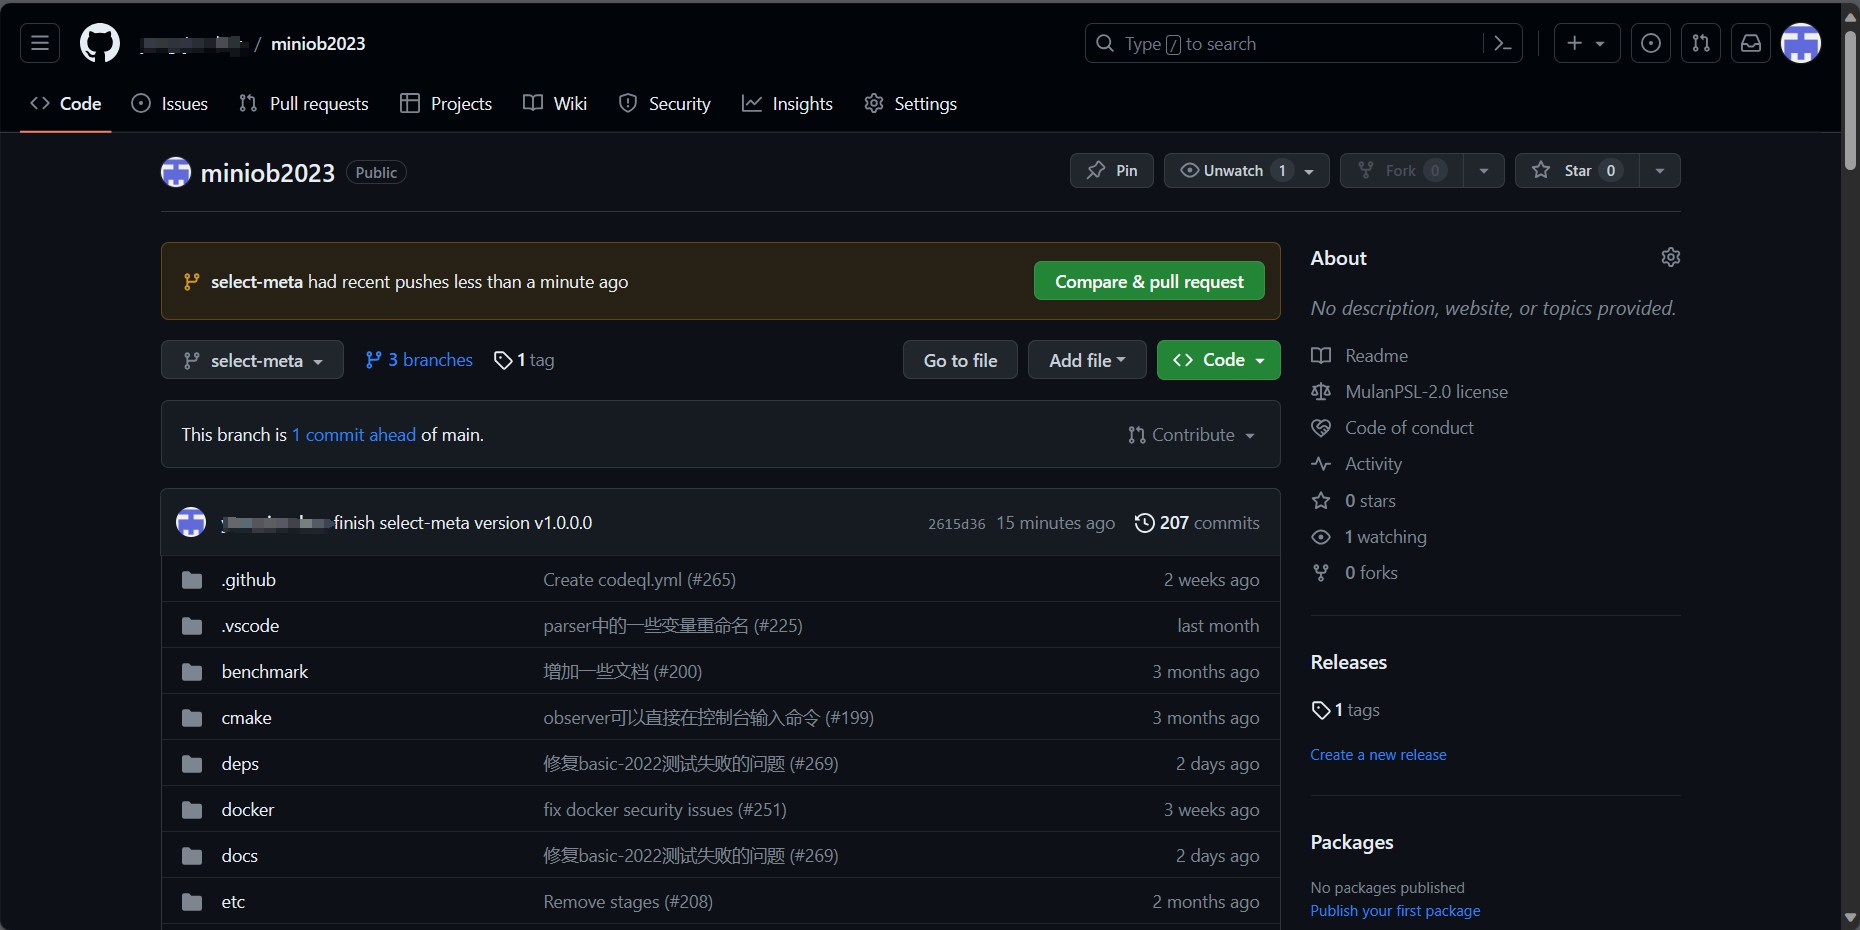 / miniob2023
Type / to search
Code Issues Pull requests Projects Wiki Security Insights Settings
miniob2023 Public
Pin Unwatch 1 Fork 0 Star 0
select-meta had recent pushes less than a minute ago Compare & pull request
select-meta 3 branches 1 tag Go to file Add file Code
This branch is 1 commit ahead of main. Contribute
finish select-meta version v1.0.0.0 2615d36 15 minutes ago 207 commits
.github Create codeql.yml (#265) 2 weeks ago
.vscode parser中的一些变量重命名 (#225) last month
benchmark 增加一些文档 (#200) 3 months ago
cmake observer可以直接在控制台输入命令 (#199) 3 months ago
deps 修复basic-2022测试失败的问题 (#269) 2 days ago
docker fix docker security issues (#251) 3 weeks ago
docs 修复basic-2022测试失败的问题 (#269) 2 days ago
etc Remove stages (#208) 2 months ago
About
No description, website, or topics provided.
Readme
MulanPSL-2.0 license
Code of conduct
Activity
0 stars
1 watching
0 forks
Releases
1 tags
Create a new release
Packages
No packages published
Publish your first package